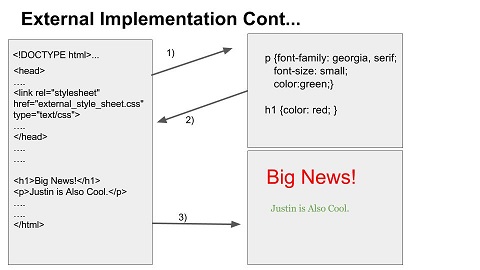 External Implementation Cont...
<!DOCTYPE html>...
<head>
....
<link rel="stylesheet"
href="external_style_sheet.css"
type="text/css">
....
</head>
....
....
<h1>Big News!</h1>
<p>Justin is Also Cool.</p>
....
....
</html>
1)
2)
3)
p {font-family: georgia, serif;
font-size: small;
color:green;}
h1 {color: red; }
Big News!
Justin is Also Cool.